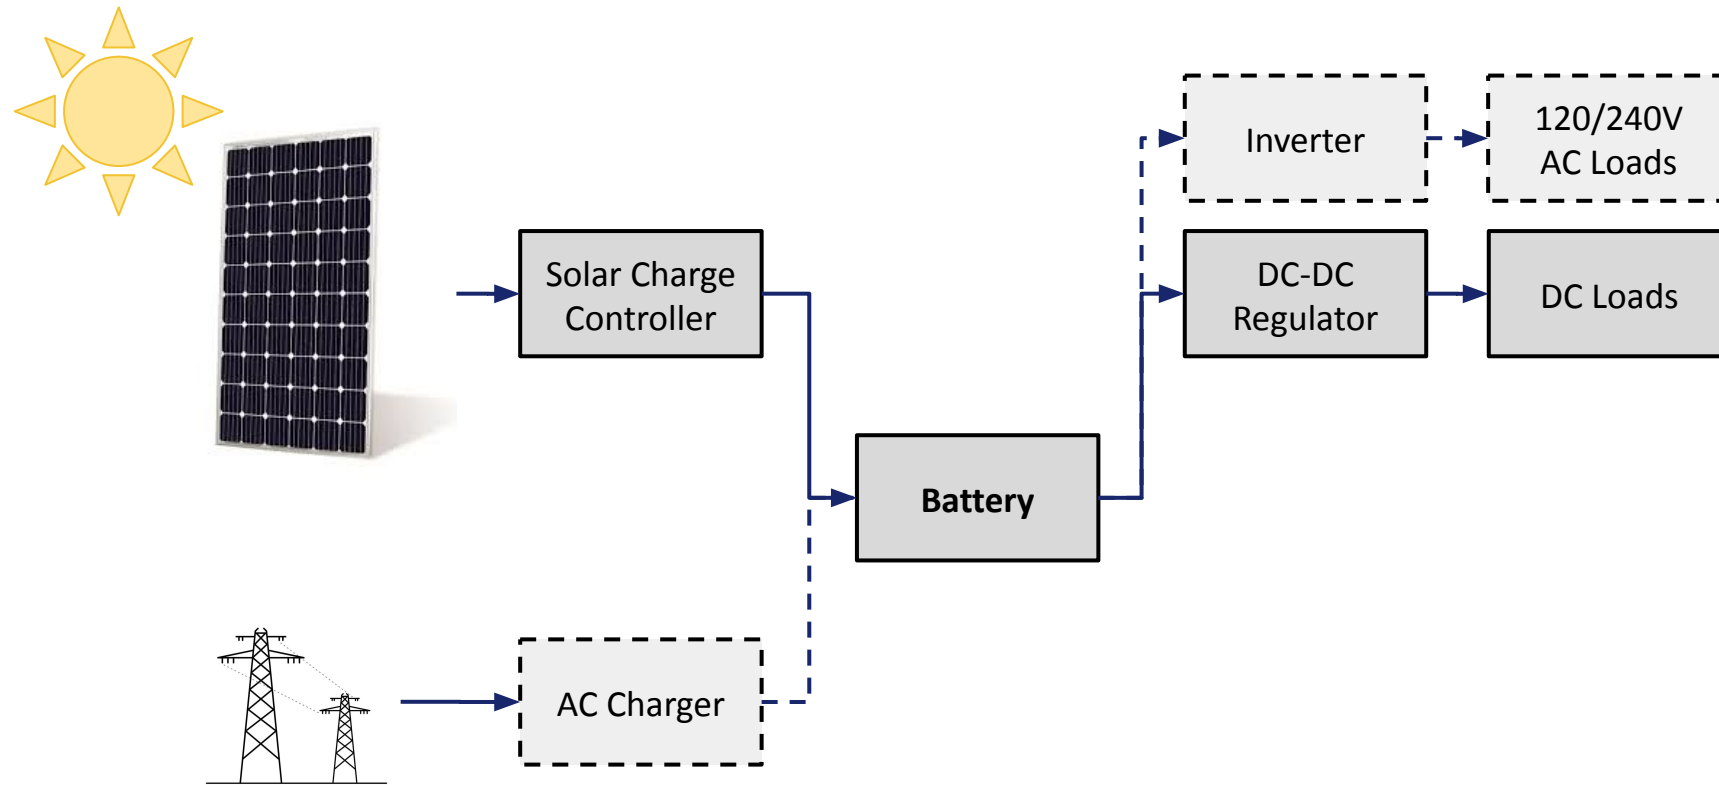 Inverter
120/240V
AC Loads
Solar Charge
Controller
DC-DC
Regulator
DC Loads
Battery
AC Charger